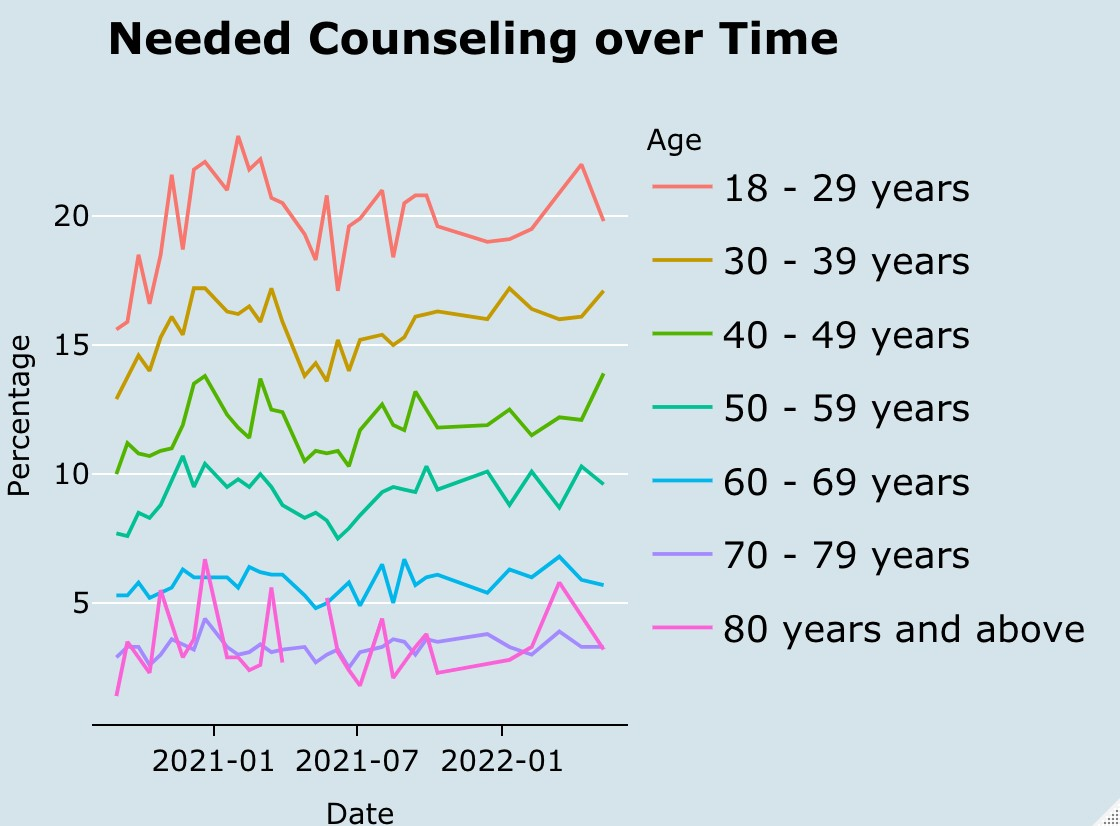 Needed Counseling over Time
Age
18 - 29 years
30 - 39 years
40 - 49 years
50 - 59 years
60 - 69 years
70 - 79 years
80 years and above
Percentage
20
15
10
5
2021-01 2021-07 2022-01
Date